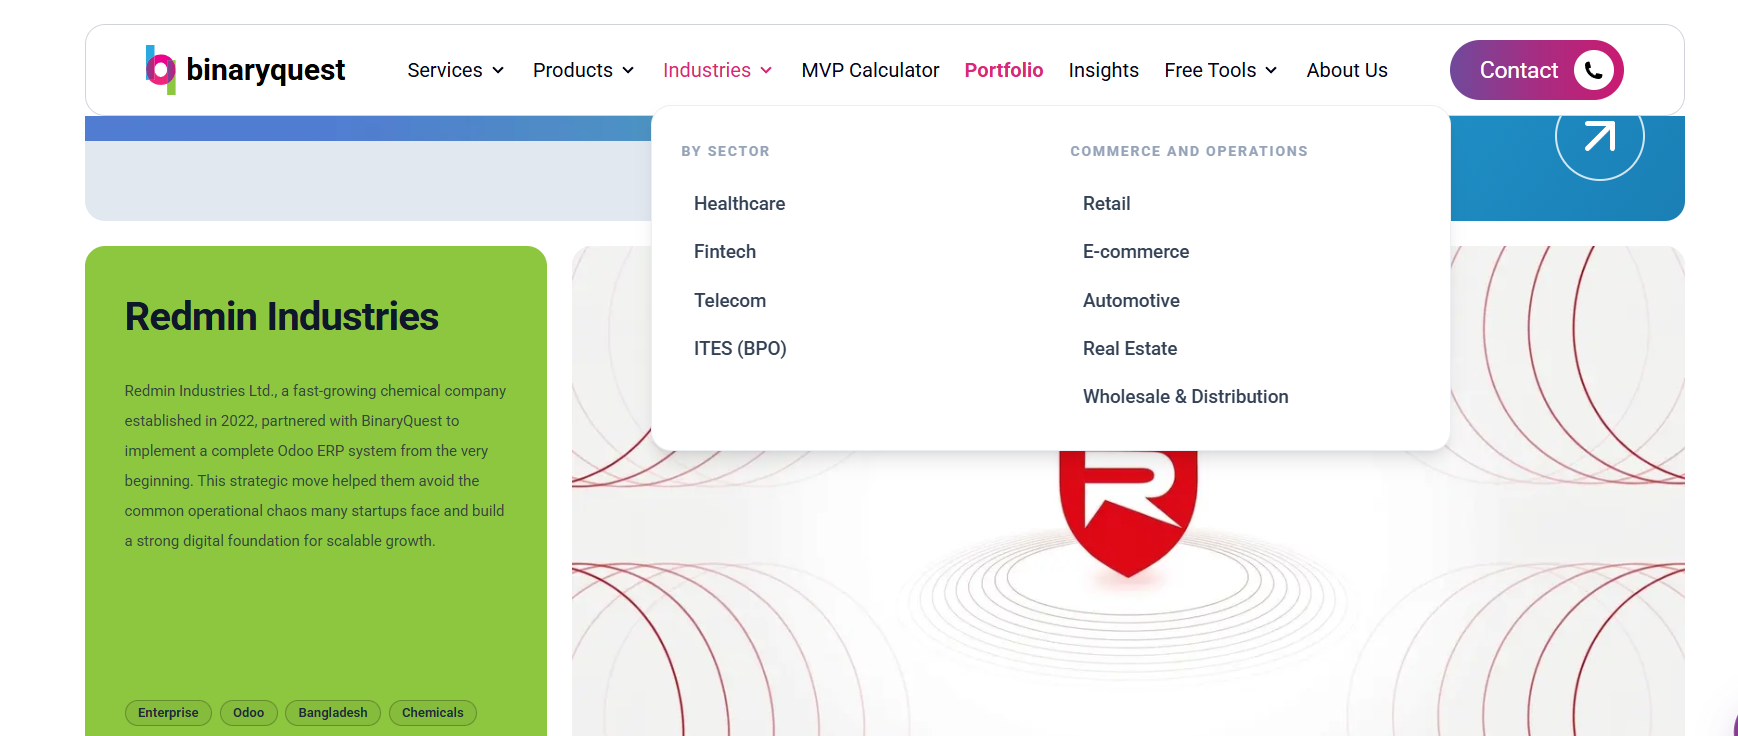 binaryquest
Services
Products
Industries
MVP Calculator
Portfolio
Insights
Free Tools
About Us
Contact
BY SECTOR
Healthcare
Fintech
Telecom
ITES (BPO)
COMMERCE AND OPERATIONS
Retail
E-commerce
Automotive
Real Estate
Wholesale & Distribution
Redmin Industries
Redmin Industries Ltd., a fast-growing chemical company
established in 2022, partnered with BinaryQuest to
implement a complete Odoo ERP system from the very
beginning. This strategic move helped them avoid the
common operational chaos many startups face and build
a strong digital foundation for scalable growth.
Enterprise
Odoo
Bangladesh
Chemicals